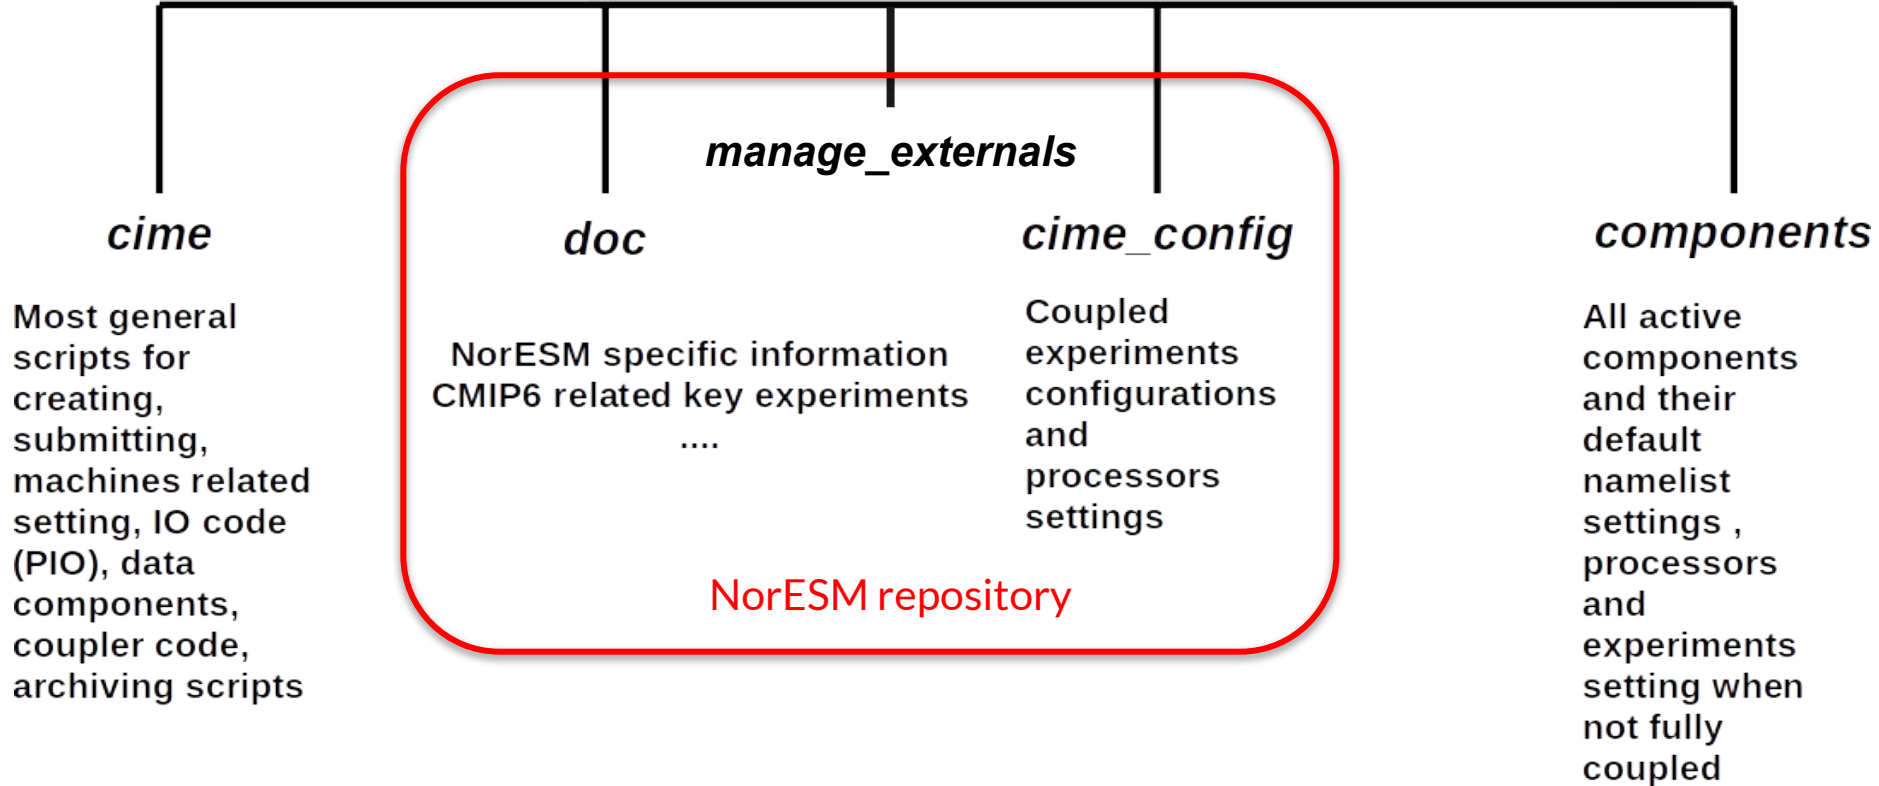 manage_externals
cime
Most general
scripts for
creating,
submitting,
machines related
setting, IO code
(PIO), data
components,
coupler code,
archiving scripts
doc
NorESM specific information
CMIP6 related key experiments
....
cime_config
Coupled
experiments
configurations
and
processors
settings
NorESM repository
components
All active
components
and their
default
namelist
settings ,
processors
and
experiments
setting when
not fully
coupled